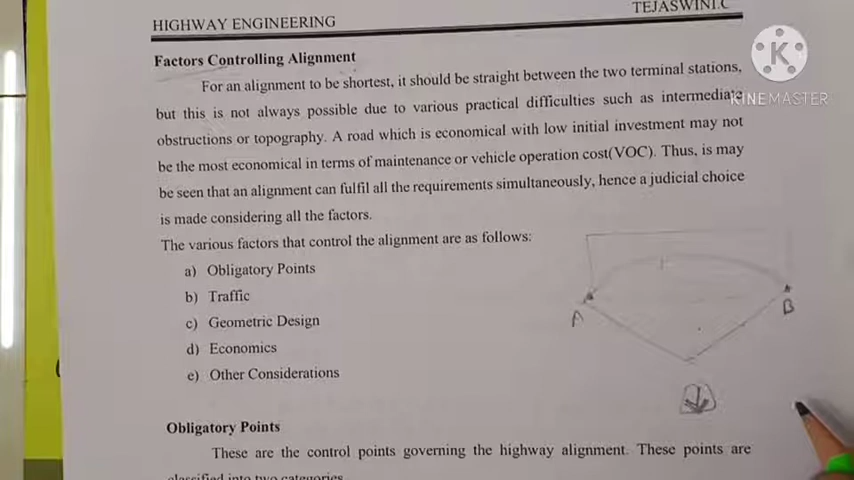 HIGHWAY ENGINEERING
TEJASWINI.C
K
KINEMASTER
Factors Controlling Alignment
For an alignment to be shortest, it should be straight between the two terminal stations,
but this is not always possible due to various practical difficulties such as intermediate
obstructions or topography. A road which is economical with low initial investment may not
be the most economical in terms of maintenance or vehicle operation cost(VOC). Thus, is may
be seen that an alignment can fulfil all the requirements simultaneously, hence a judicial choice
is made considering all the factors.
The various factors that control the alignment are as follows:
a) Obligatory Points
b) Traffic
c) Geometric Design
d) Economics
e) Other Considerations
A
B
Obligatory Points
These are the control points governing the highway alignment. These points are
classified into two categories